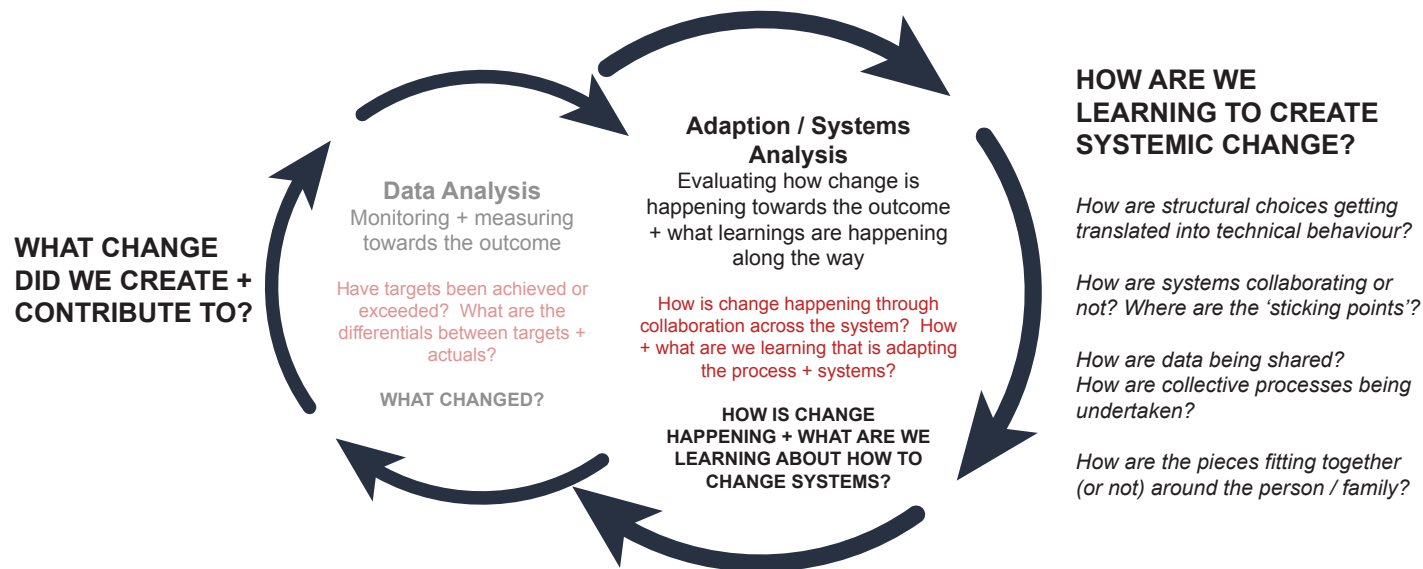 WHAT CHANGE
DID WE CREATE +
CONTRIBUTE TO?
Data Analysis
Monitoring + measuring
towards the outcome
Have targets been achieved or
exceeded?  What are the
differentials between targets +
actuals?
WHAT CHANGED?
Adaption / Systems
Analysis
Evaluating how change is
happening towards the outcome
+ what learnings are happening
along the way
How is change happening through
collaboration across the system?  How
+ what are we learning that is adapting
the process + systems?
HOW IS CHANGE
HAPPENING + WHAT ARE WE
LEARNING ABOUT HOW TO
CHANGE SYSTEMS?
HOW ARE WE
LEARNING TO CREATE
SYSTEMIC CHANGE?
How are structural choices getting
translated into technical behaviour?
How are systems collaborating or
not? Where are the ‘sticking points’?
How are data being shared?
How are collective processes being
undertaken?
How are the pieces fitting together
(or not) around the person / family?